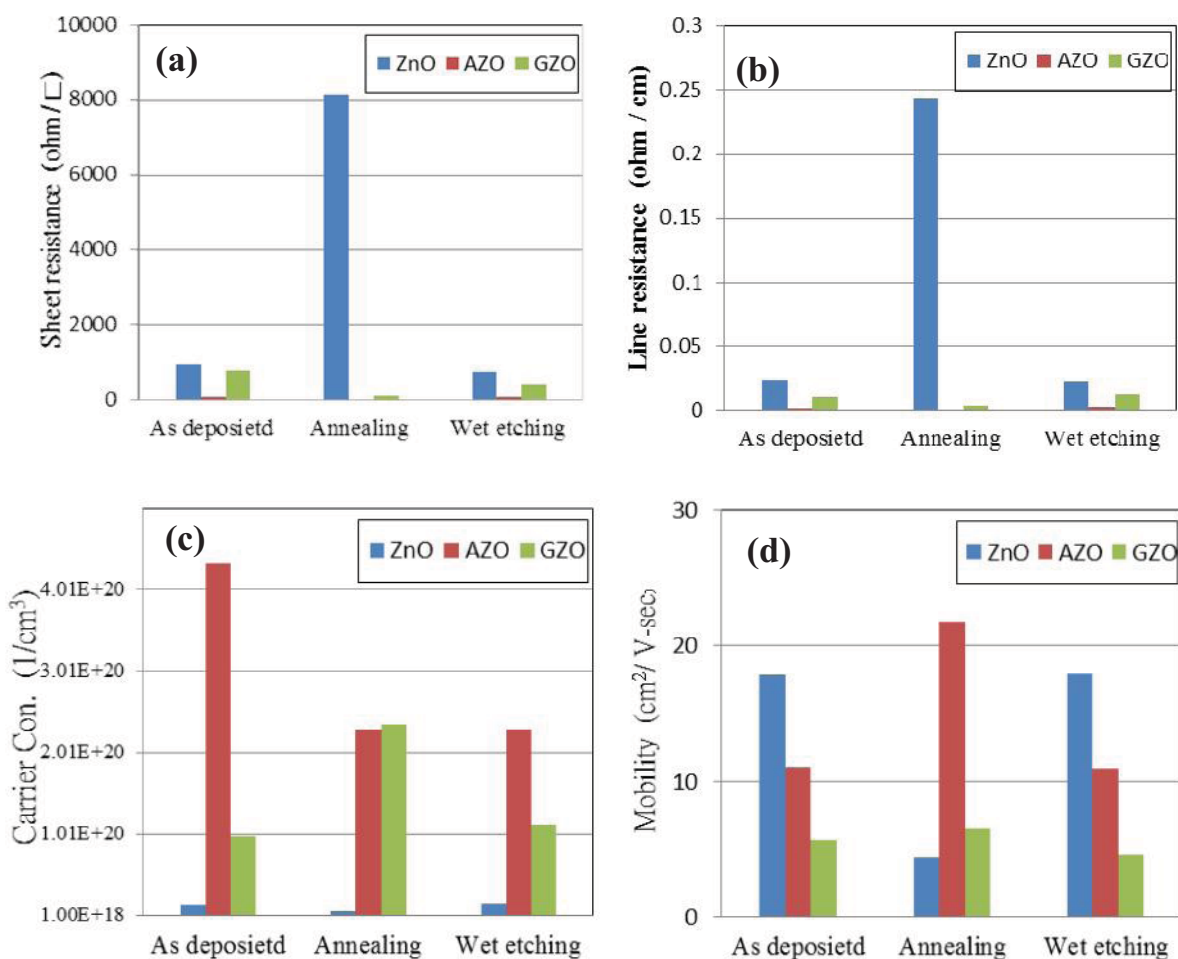 (a)
ZnO AZO GZO
Sheet resistance (ohm/□)
10000
8000
6000
4000
2000
0
As deposietd Annealing Wet etching
(b)
ZnO AZO GZO
Line resistance (ohm / cm)
0.3
0.25
0.2
0.15
0.1
0.05
0
As deposietd Annealing Wet etching
(c)
ZnO AZO GZO
Carrier Con. (1/cm³)
4.01E+20
3.01E+20
2.01E+20
1.01E+20
1.00E+18
As deposietd Annealing Wet etching
(d)
ZnO AZO GZO
Mobility (cm²/ V-sec)
30
20
10
0
As deposietd Annealing Wet etching